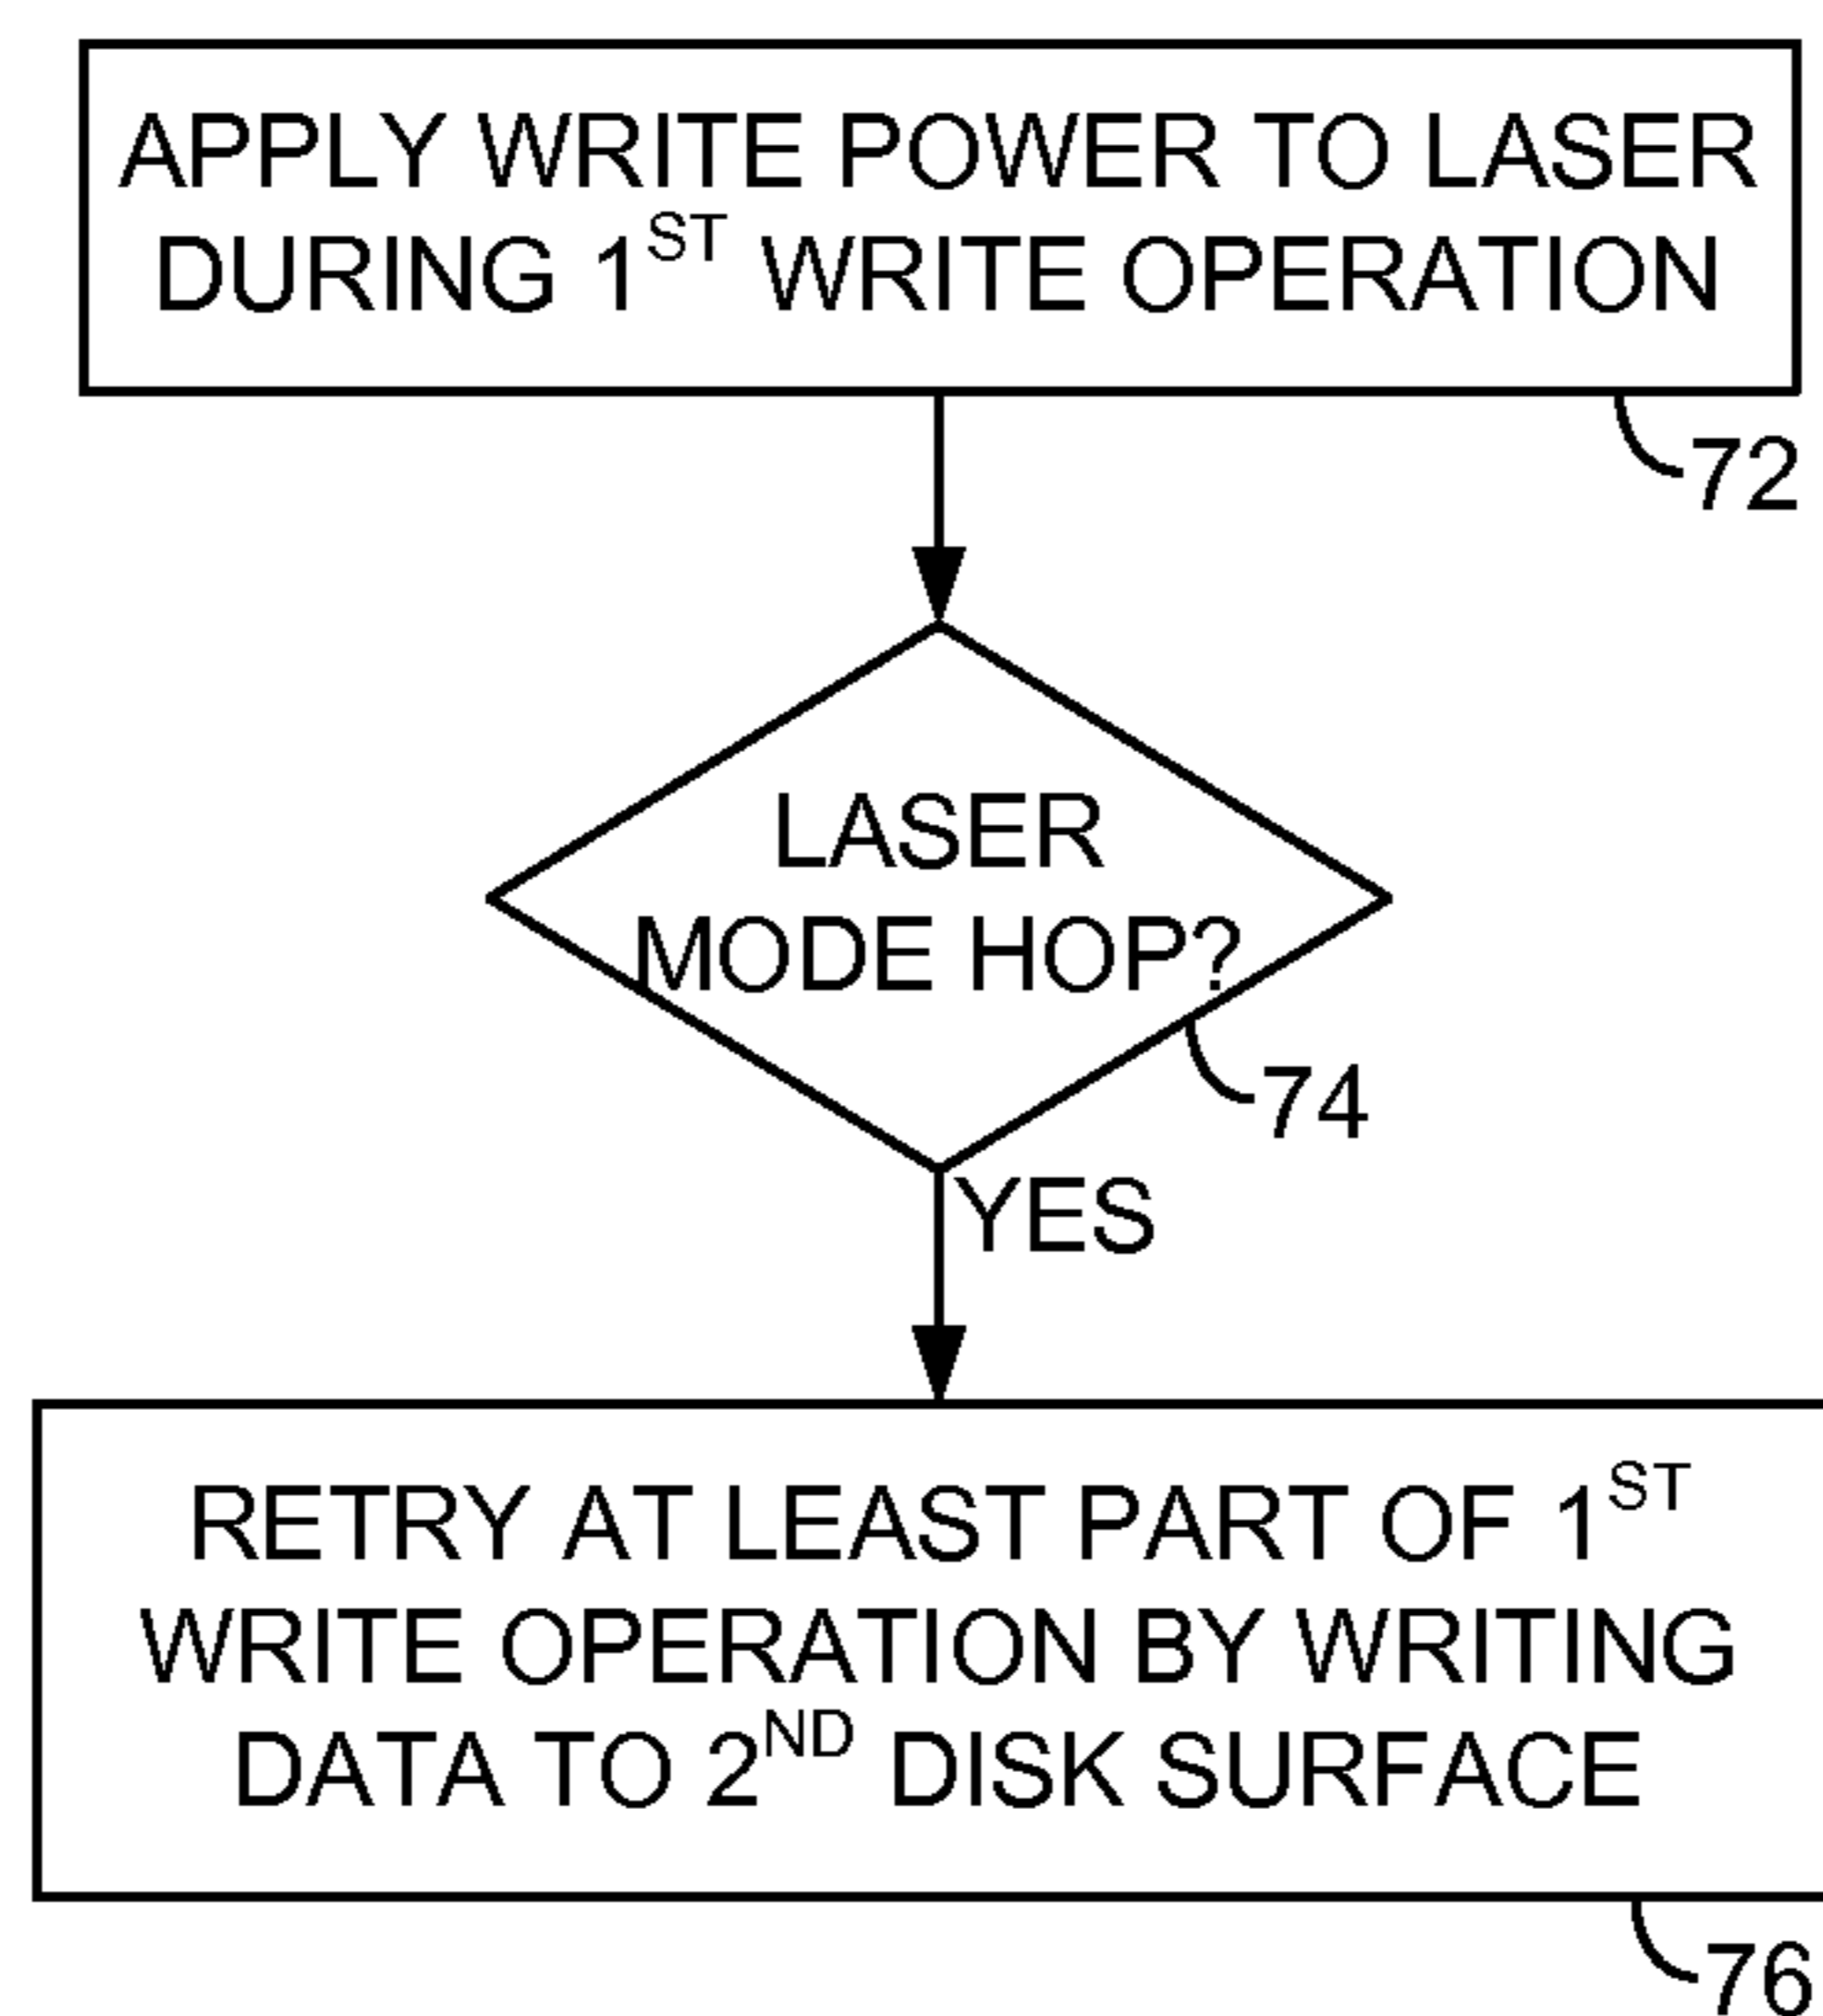 APPLY WRITE POWER TO LASER
DURING 1ST WRITE OPERATION
72
LASER
MODE HOP?
74
YES
RETRY AT LEAST PART OF 1ST
WRITE OPERATION BY WRITING
DATA TO 2ND DISK SURFACE
76